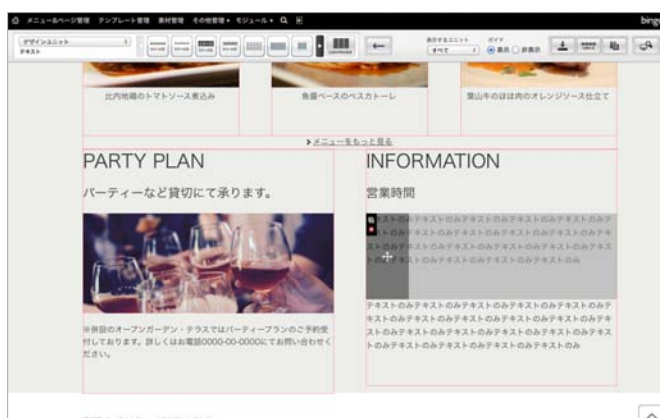 メニュー&ページ管理 テンプレート管理 素材管理 その他管理 モジュール
bingo
デザインユニット
テキスト
表示するユニット
すべて
ガイド
表示 非表示
比内地鶏のトマトソース煮込み
魚醤ベースのペスカトーレ
葉山牛のほほ肉のオレンジソース仕立て
メニューをもっと見る
PARTY PLAN
INFORMATION
パーティーなど貸切にて承ります。
営業時間
キストのみテキストのみテキストのみテキストのみテキストのみテ
ストのみテキストのみテキストのみテキストのみテキストのみテキ
ストのみテキストのみテキストのみテキストのみテキストのみテキス
トのみテキストのみテキストのみテキストのみテキストのみ
テキストのみテキストのみテキストのみテキストのみテキストのみテ
キストのみテキストのみテキストのみテキストのみテキストのみテキ
ストのみテキストのみテキストのみテキストのみテキストのみテキス
トのみテキストのみテキストのみテキストのみテキストのみ
※併設のオープンガーデン・テラスではパーティープランのご予約受
付しております。詳しくはお電話0000-00-0000にてお問い合わせく
ださい。